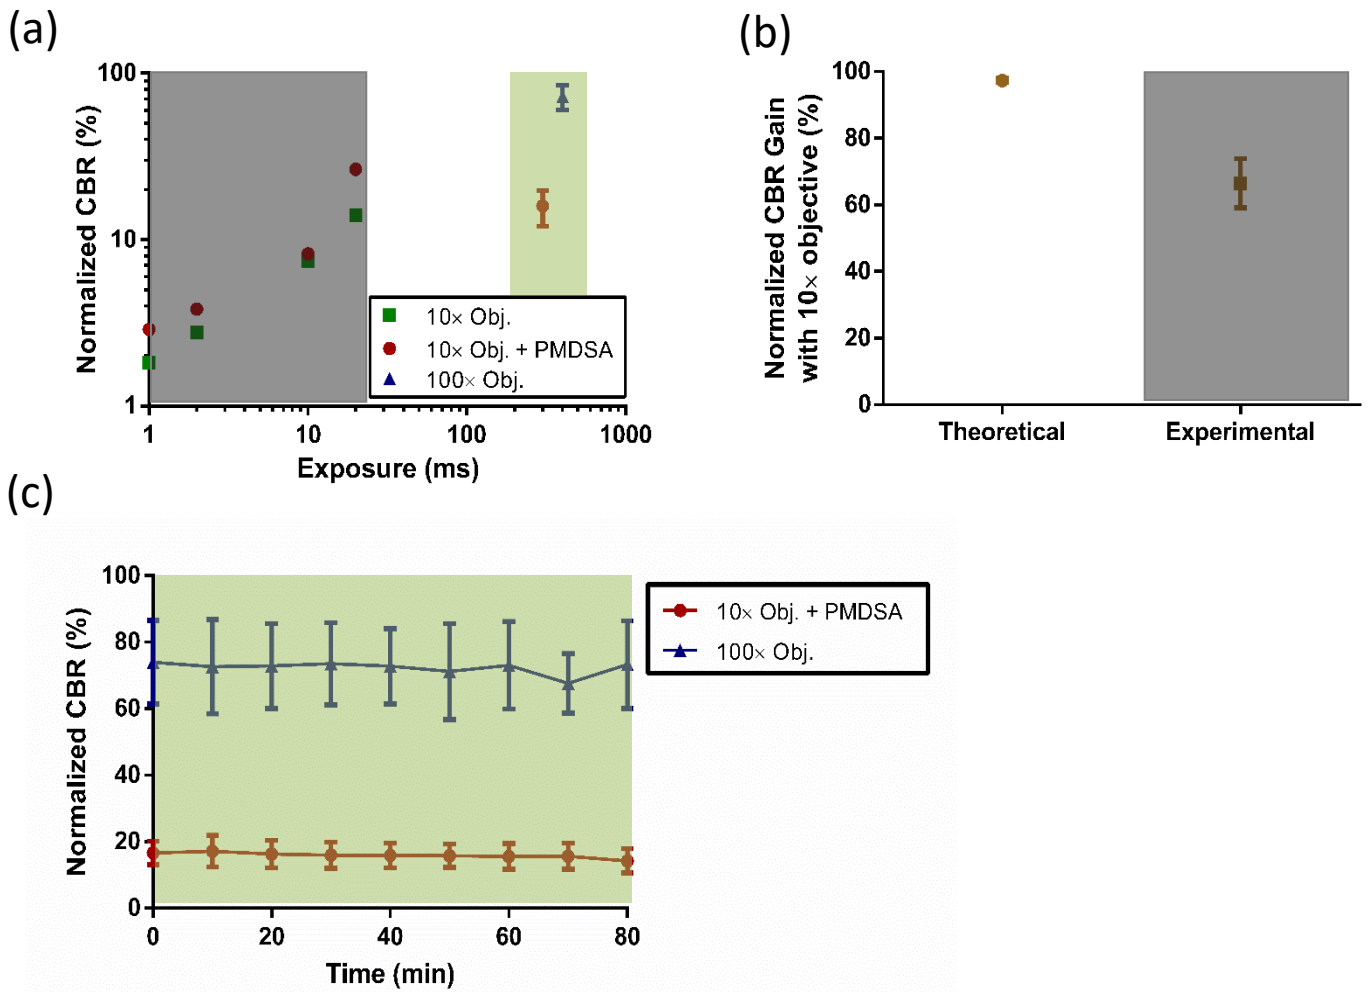 (a)
Normalized CBR (%)
100
10
1
1
10
100
1000
Exposure (ms)
10× Obj.
10× Obj. + PMDSA
100× Obj.
(b)
Normalized CBR Gain
with 10× objective (%)
100
80
60
40
20
0
Theoretical
Experimental
(c)
Normalized CBR (%)
100
80
60
40
20
0
0
20
40
60
80
Time (min)
10× Obj. + PMDSA
100× Obj.